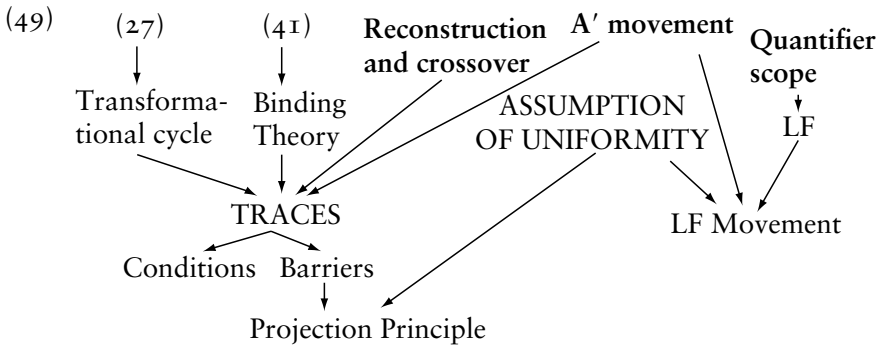 (49)
(27)
(41)
Reconstruction
and crossover
A′ movement
Quantifier
scope
Transforma-
tional cycle
Binding
Theory
ASSUMPTION
OF UNIFORMITY
LF
TRACES
LF Movement
Conditions
Barriers
Projection Principle